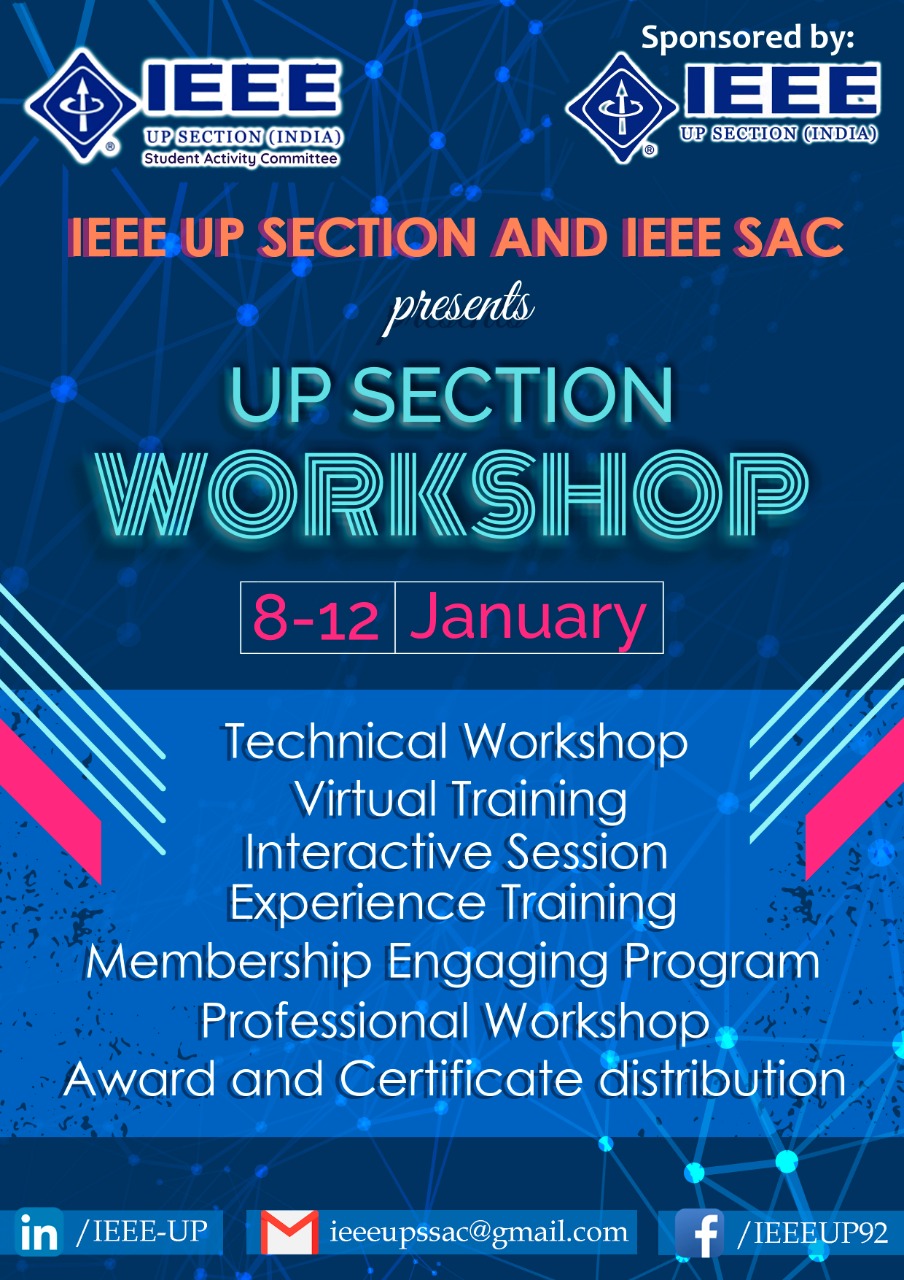 Sponsored by:
IEEE
UP SECTION (INDIA)
Student Activity Committee
IEEE
UP SECTION (INDIA)
IEEE UP SECTION AND IEEE SAC
presents
UP SECTION
WORKSHOP
8-12 January
Technical Workshop
Virtual Training
Interactive Session
Experience Training
Membership Engaging Program
Professional Workshop
Award and Certificate distribution
in /IEEE-UP
ieeeupssac@gmail.com
f /IEEEUP92